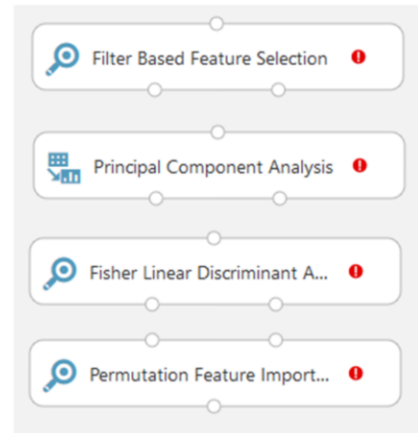 Filter Based Feature Selection
Principal Component Analysis
Fisher Linear Discriminant A...
Permutation Feature Import...